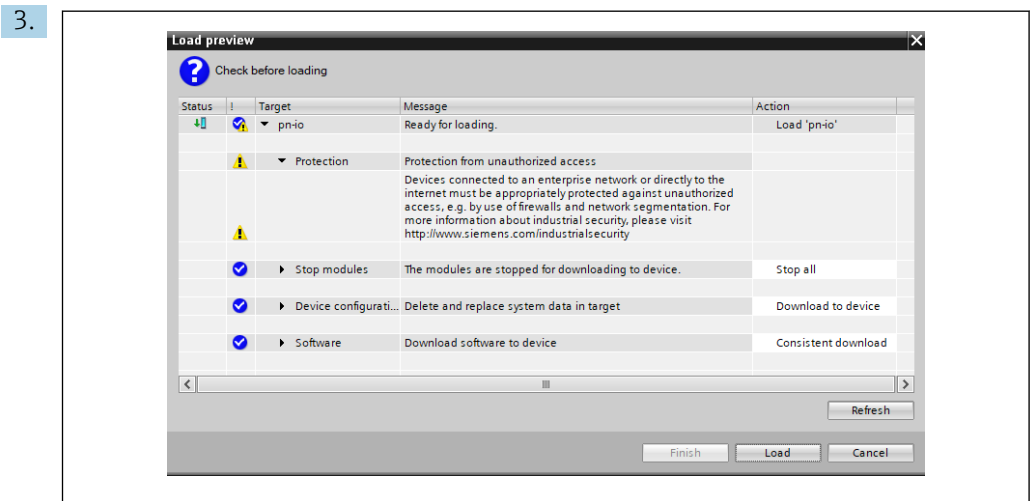 3.
Load preview
Check before loading
Status ! Target Message Action
pn-io Ready for loading. Load 'pn-io'
Protection Protection from unauthorized access
Devices connected to an enterprise network or directly to the
internet must be appropriately protected against unauthorized
access, e.g. by use of firewalls and network segmentation. For
more information about industrial security, please visit
http://www.siemens.com/industrialsecurity
Stop modules The modules are stopped for downloading to device. Stop all
Device configurati... Delete and replace system data in target Download to device
Software Download software to device Consistent download
Refresh
Finish Load Cancel